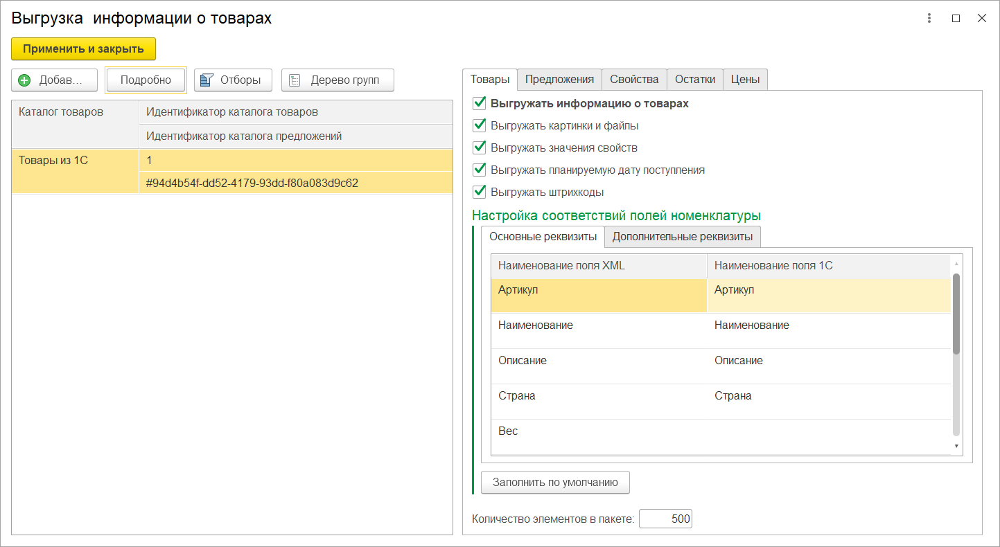 Выгрузка  информации о товарах
Применить и закрыть
Добав...
Подробно
Отборы
Дерево групп
Каталог товаров
Идентификатор каталога товаров
Идентификатор каталога предложений
Товары из 1С
1
#94d4b54f-dd52-4179-93dd-f80a083d9c62
Товары
Предложения
Свойства
Остатки
Цены
Выгружать информацию о товарах
Выгружать картинки и файлы
Выгружать значения свойств
Выгружать планируемую дату поступления
Выгружать штрихкоды
Настройка соответствий полей номенклатуры
Основные реквизиты
Дополнительные реквизиты
Наименование поля XML
Наименование поля 1С
Артикул
Артикул
Наименование
Наименование
Описание
Описание
Страна
Страна
Вес
Заполнить по умолчанию
Количество элементов в пакете: 500